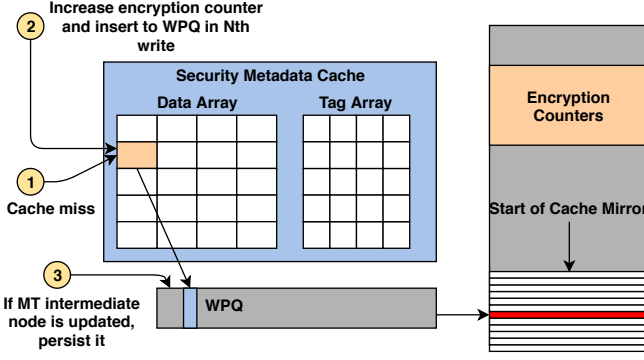 2
Increase encryption counter
and insert to WPQ in Nth
write
Security Metadata Cache
Data Array
Tag Array
Encryption
Counters
1
Cache miss
Start of Cache Mirror
3
If MT intermediate
node is updated,
persist it
WPQ